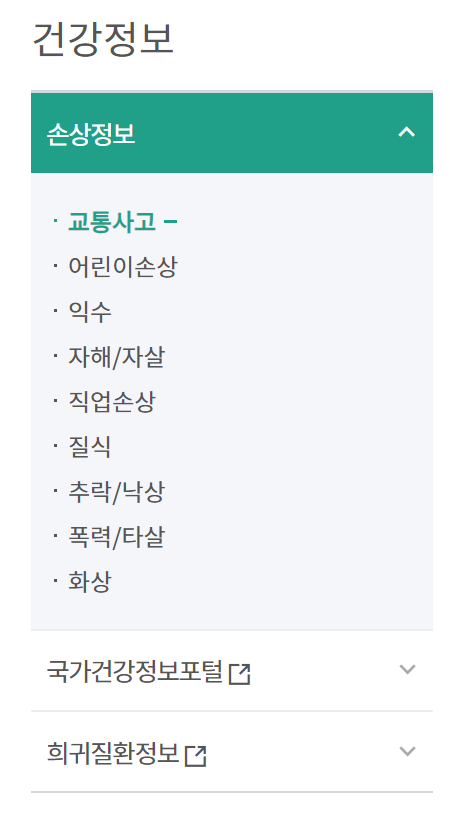 건강정보
손상정보
· 교통사고
· 어린이손상
· 익수
· 자해/자살
· 직업손상
· 질식
· 추락/낙상
· 폭력/타살
· 화상
국가건강정보포털
희귀질환정보